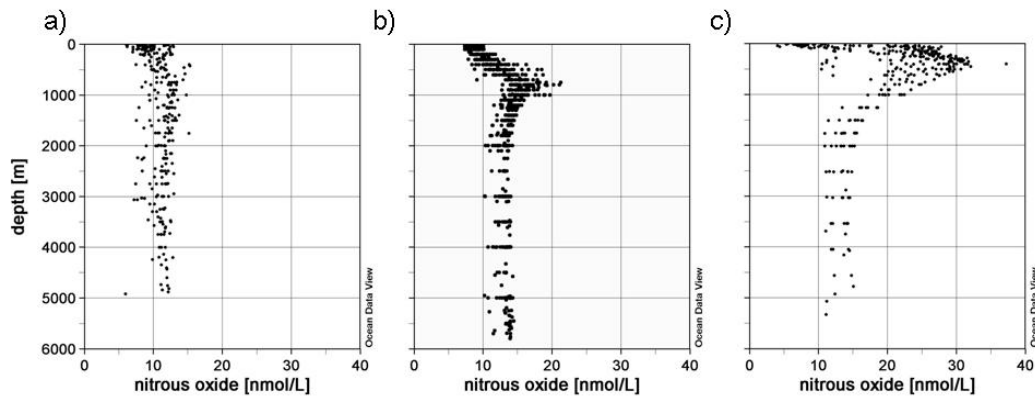 a)
b)
c)
0
1000
2000
3000
4000
5000
6000
depth [m]
0 10 20 30 40
nitrous oxide [nmol/L]
Ocean Data View
0 10 20 30 40
nitrous oxide [nmol/L]
Ocean Data View
0 10 20 30 40
nitrous oxide [nmol/L]
Ocean Data View